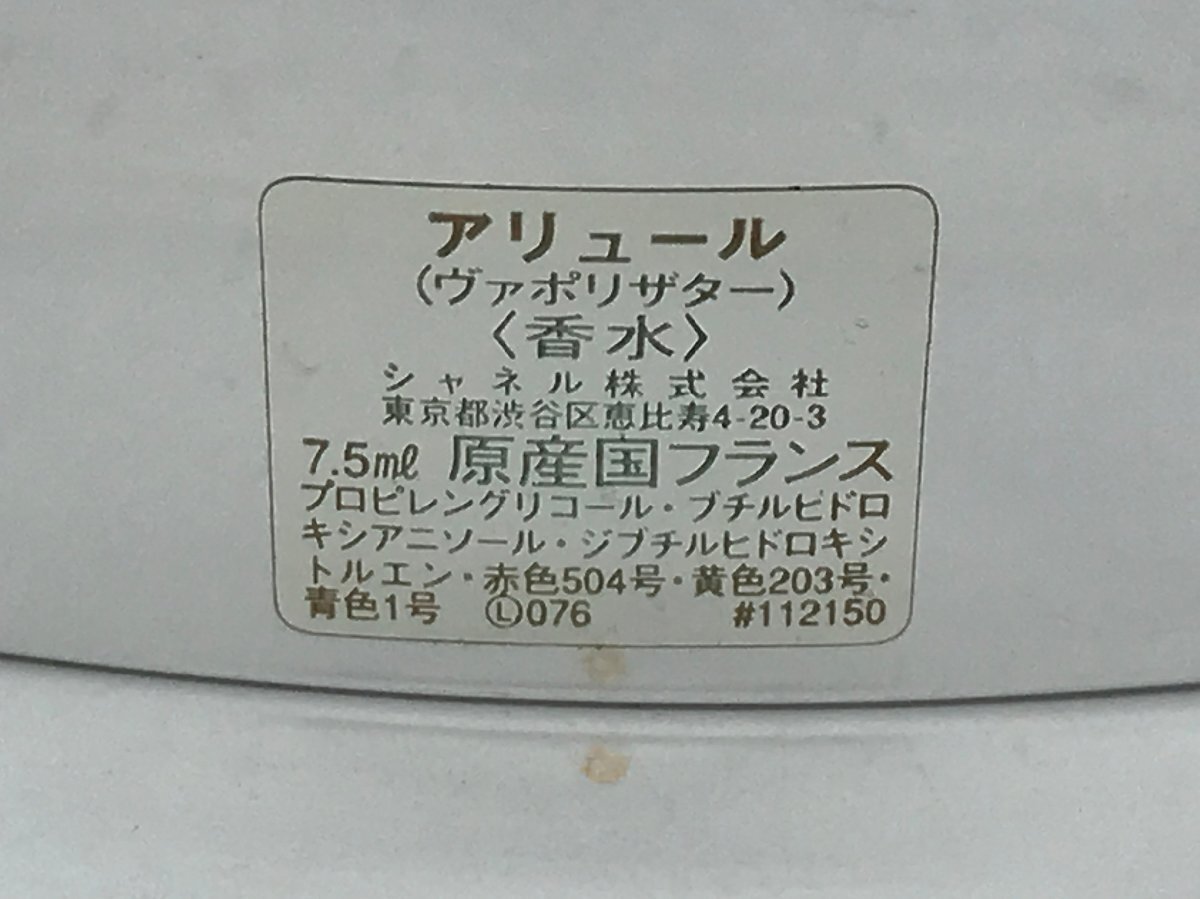 アリュール
(ヴァポリザター)
〈香水〉
シャネル株式会社
東京都渋谷区恵比寿4-20-3
7.5㎖ 原産国フランス
プロピレングリコール・ブチルヒドロ
キシアニソール・ジブチルヒドロキシ
トルエン・赤色504号・黄色203号・
青色1号 Ⓛ076 #112150